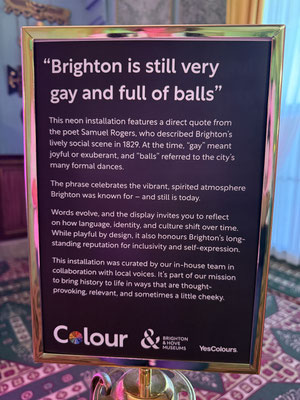 “Brighton is still very
gay and full of balls”
This neon installation features a direct quote from
the poet Samuel Rogers, who described Brighton’s
lively social scene in 1829. At the time, “gay” meant
joyful or exuberant, and “balls” referred to the city’s
many formal dances.
The phrase celebrates the vibrant, spirited atmosphere
Brighton was known for – and still is today.
Words evolve, and the display invites you to reflect
on how language, identity, and culture shift over time.
While playful by design, it also honours Brighton’s long-
standing reputation for inclusivity and self-expression.
This installation was curated by our in-house team in
collaboration with local voices. It’s part of our mission
to bring history to life in ways that are thought-
provoking, relevant, and sometimes a little cheeky.
Colour
&
BRIGHTON
& HOVE
MUSEUMS
YesColours.